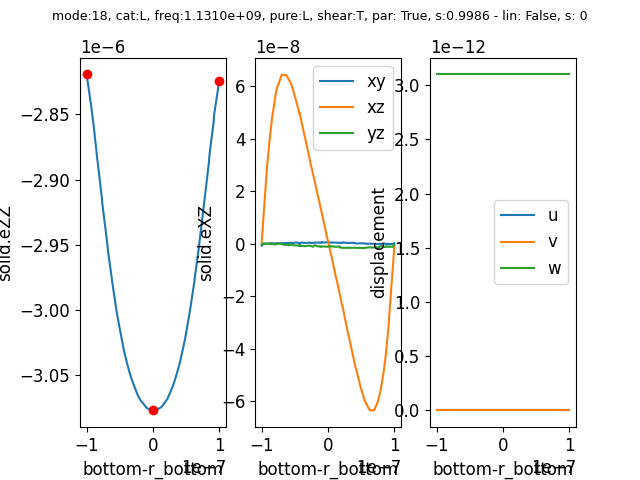 mode:18, cat:L, freq:1.1310e+09, pure:L, shear:T, par: True, s:0.9986 - lin: False, s: 0
1e−6
1e−8
1e−12
−2.85
−2.90
−2.95
−3.00
−3.05
solid.eZZ
−1
0
1
1e−7
bottom-r_bottom
6
4
2
0
−2
−4
−6
solid.eXZ
xy
xz
yz
−1
0
1
1e−7
bottom-r_bottom
3.0
2.5
2.0
1.5
1.0
0.5
0.0
displacement
u
v
w
−1
0
1
1e−7
bottom-r_bottom